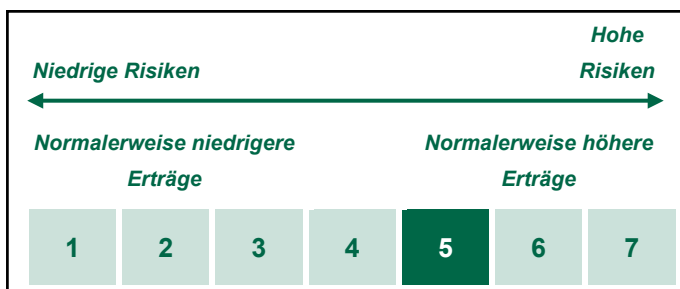 Niedrige Risiken
Hohe
Risiken
Normalerweise niedrigere
Erträge
Normalerweise höhere
Erträge
1 2 3 4 5 6 7